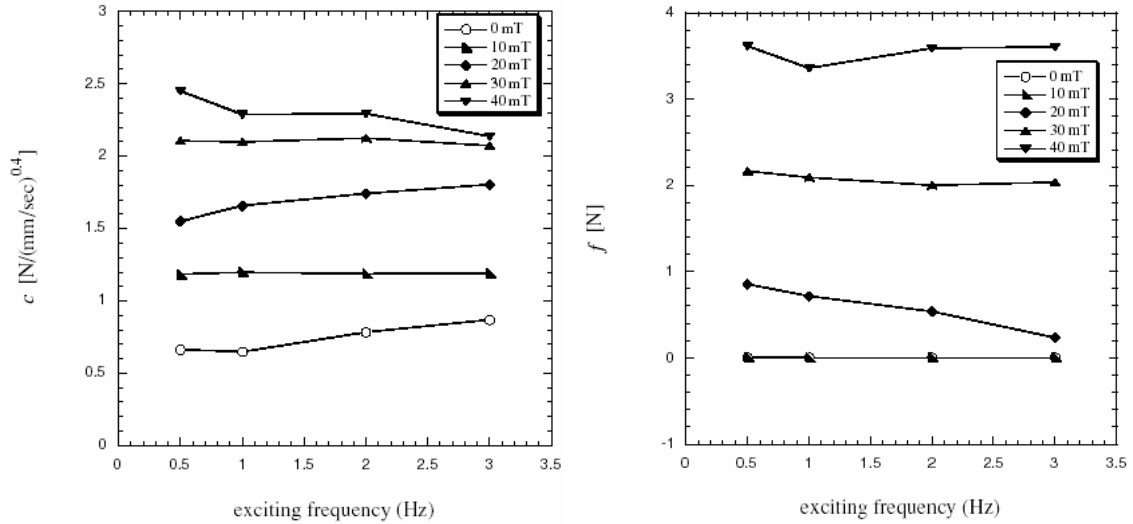 3
2.5
2
1.5
1
0.5
0
0 0.5 1 1.5 2 2.5 3 3.5
c [N/(mm/sec)^0.4]
exciting frequency (Hz)
0 mT
10 mT
20 mT
30 mT
40 mT
4
3
2
1
0
-1
0 0.5 1 1.5 2 2.5 3 3.5
f [N]
exciting frequency (Hz)
0 mT
10 mT
20 mT
30 mT
40 mT